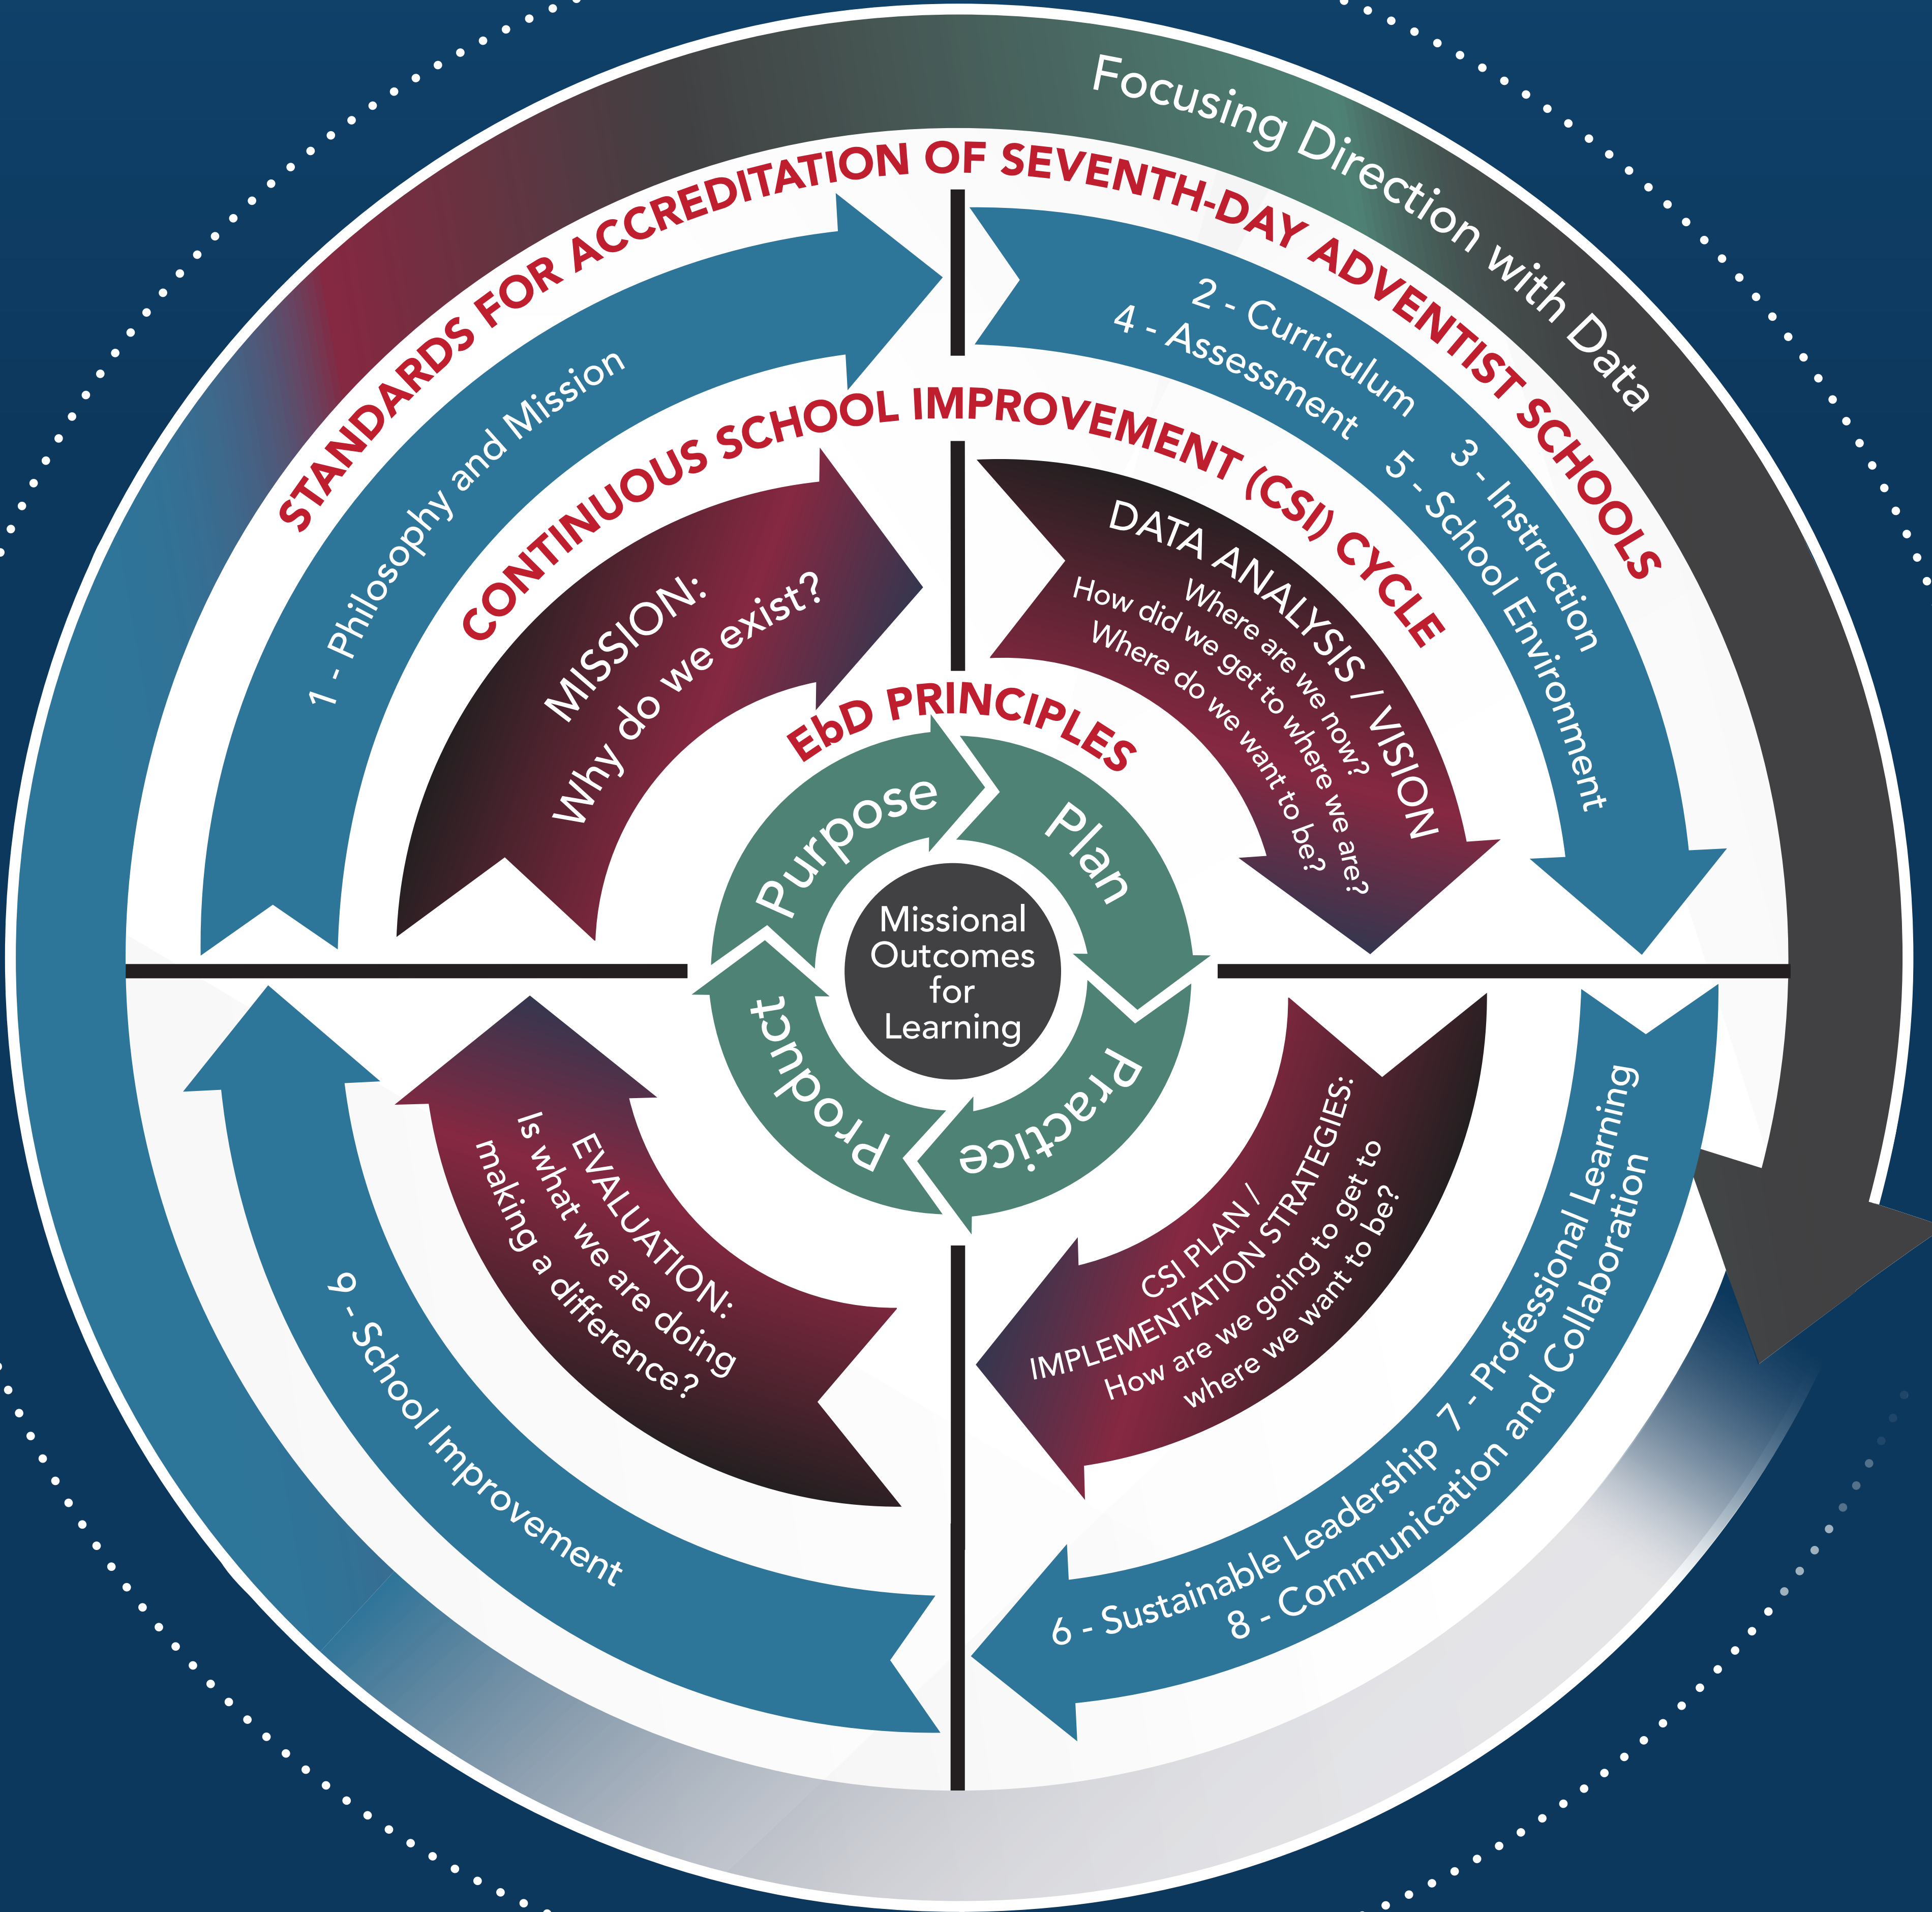 Focusing Direction with Data
STANDARDS FOR ACCREDITATION OF SEVENTH-DAY ADVENTIST SCHOOLS
1 - Philosophy and Mission
2 - Curriculum
3 - Instruction
4 - Assessment
5 - School Environment
6 - Sustainable Leadership
7 - Professional Learning
8 - Communication and Collaboration
9 - School Improvement
CONTINUOUS SCHOOL IMPROVEMENT (CSI) CYCLE
MISSION:
Why do we exist?
DATA ANALYSIS / VISION
Where are we now?
How did we get to where we are?
Where do we want to be?
CSI PLAN /
IMPLEMENTATION STRATEGIES:
How are we going to get to
where we want to be?
EVALUATION:
Is what we are doing
making a difference?
EbD PRINCIPLES
Purpose
Plan
Practice
Product
Missional
Outcomes
for
Learning